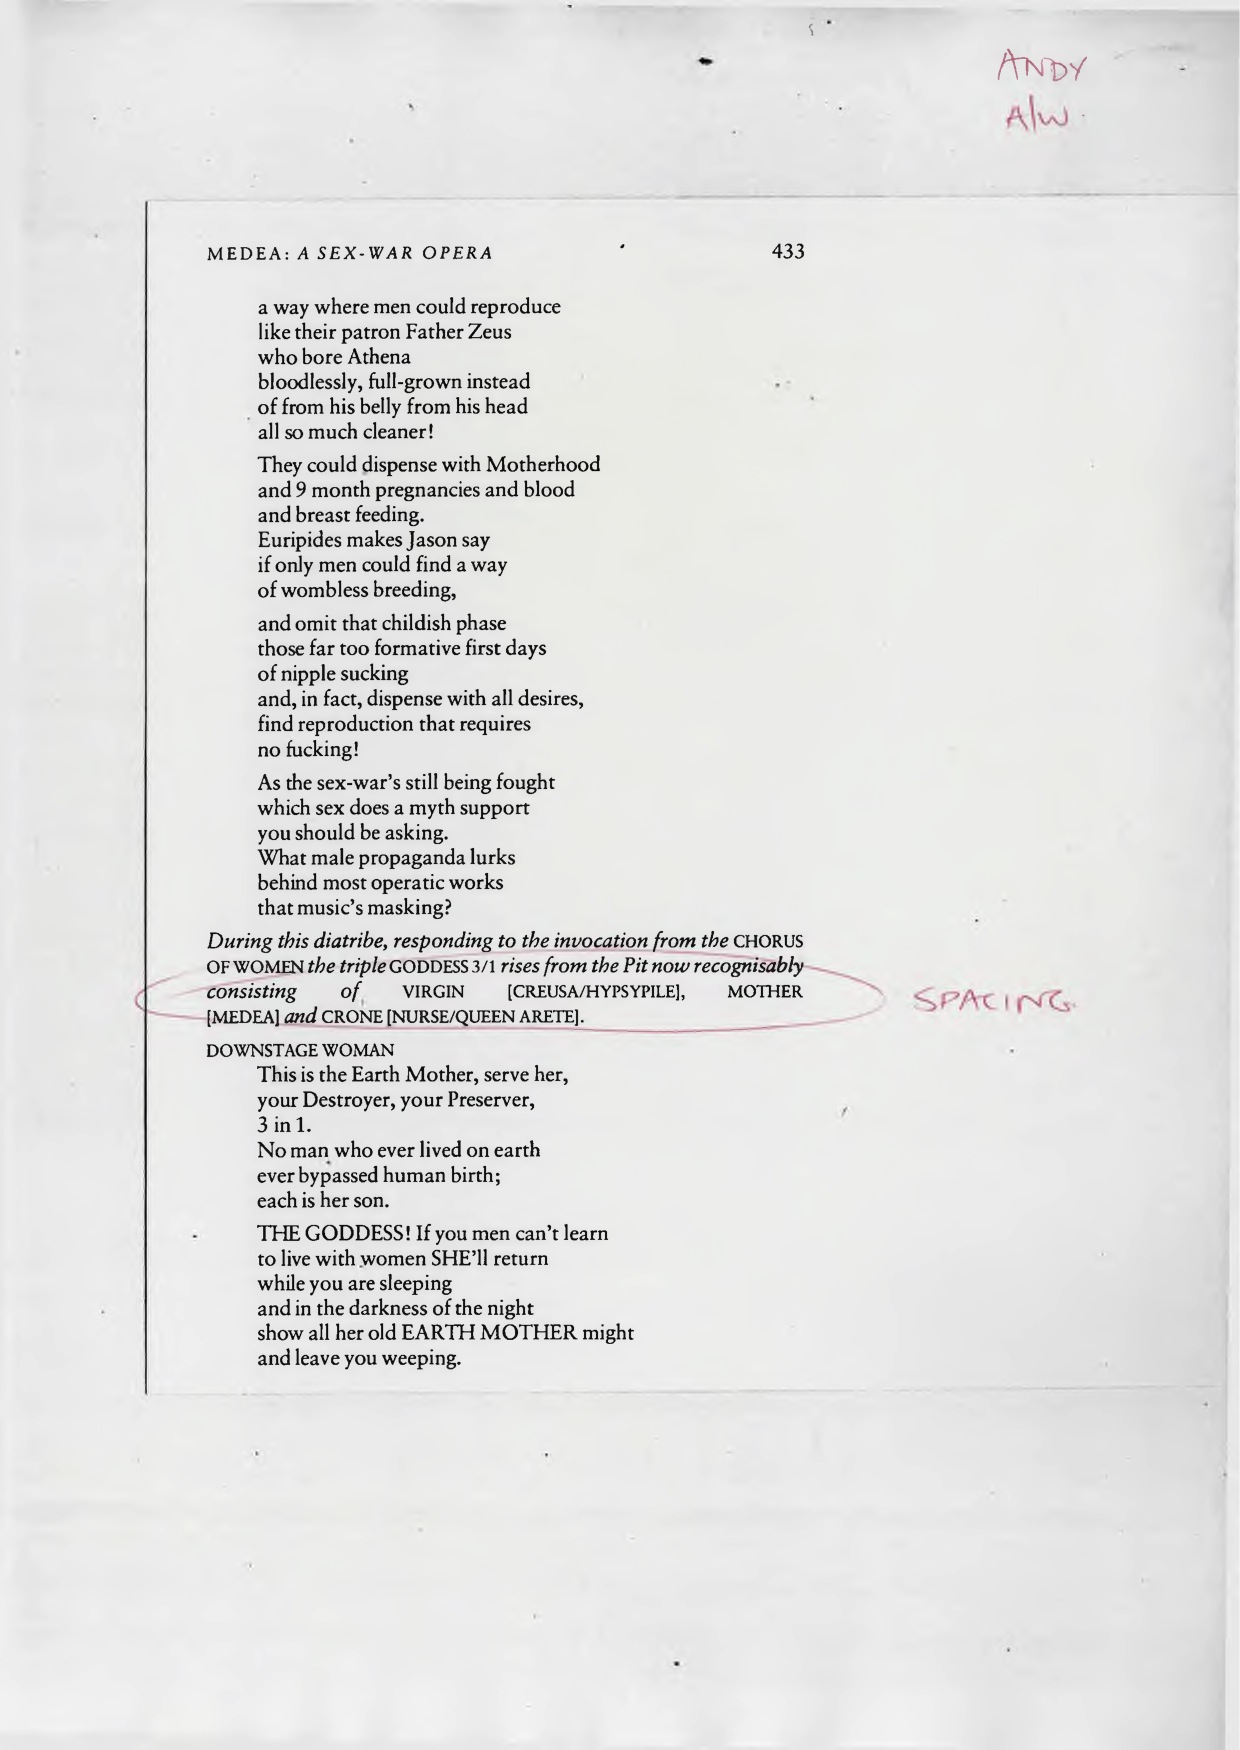 ANDY
A/W.
MEDEA: A SEX-WAR OPERA 433
a way where men could reproduce
like their patron Father Zeus
who bore Athena
bloodlessly, full-grown instead
of from his belly from his head
all so much cleaner!
They could dispense with Motherhood
and 9 month pregnancies and blood
and breast feeding.
Euripides makes Jason say
if only men could find a way
of wombless breeding,
and omit that childish phase
those far too formative first days
of nipple sucking
and, in fact, dispense with all desires,
find reproduction that requires
no fucking!
As the sex-war's still being fought
which sex does a myth support
you should be asking.
What male propaganda lurks
behind most operatic works
that music's masking?
During this diatribe, responding to the invocation from the CHORUS
OF WOMEN the triple GODDESS 3/1 rises from the Pit now recognisably
consisting of VIRGIN [CREUSA/HYPSYPILE], MOTHER
[MEDEA] and CRONE [NURSE/QUEEN ARETE].
SPACING.
DOWNSTAGE WOMAN
This is the Earth Mother, serve her,
your Destroyer, your Preserver,
3 in 1.
No man who ever lived on earth
ever bypassed human birth;
each is her son.
THE GODDESS! If you men can't learn
to live with women SHE'll return
while you are sleeping
and in the darkness of the night
show all her old EARTH MOTHER might
and leave you weeping.